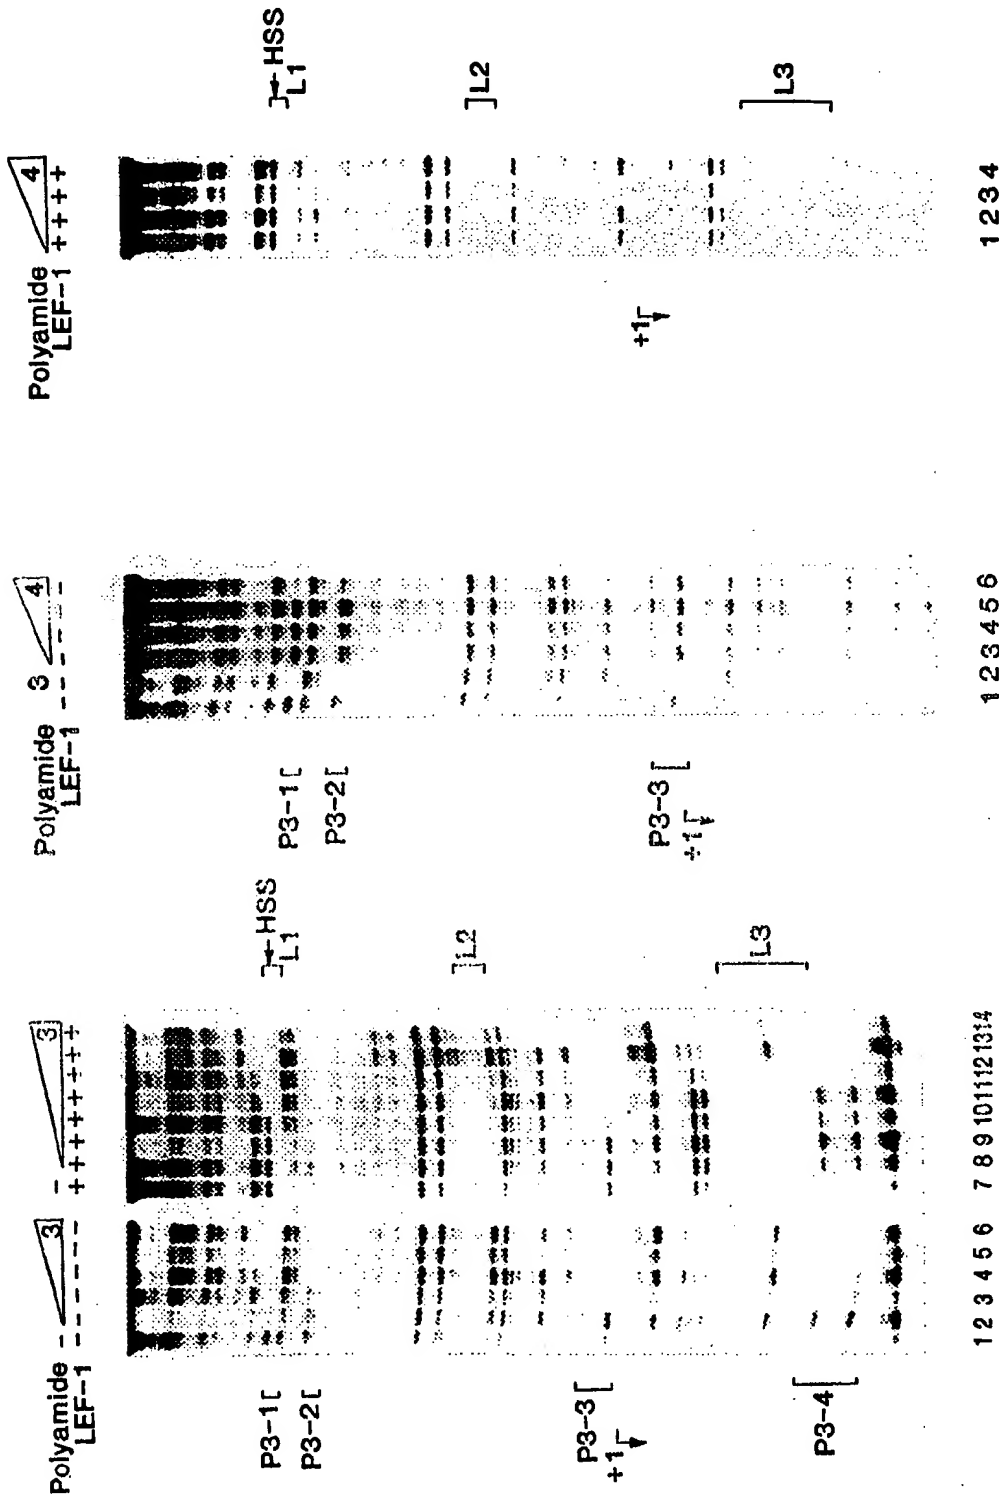 Polyamide
LEF-1
- 3
- - - - - -
- 3
+ + + + + + + +
P3-1
P3-2
P3-3
+1
P3-4
HSS
L1
L2
L3
1 2 3 4 5 6 7 8 9 10 11 12 13 14
Polyamide
LEF-1
3 4
- - - - - -
P3-1
P3-2
P3-3
+1
1 2 3 4 5 6
Polyamide
LEF-1
4
+ + + +
HSS
L1
L2
+1
L3
1 2 3 4